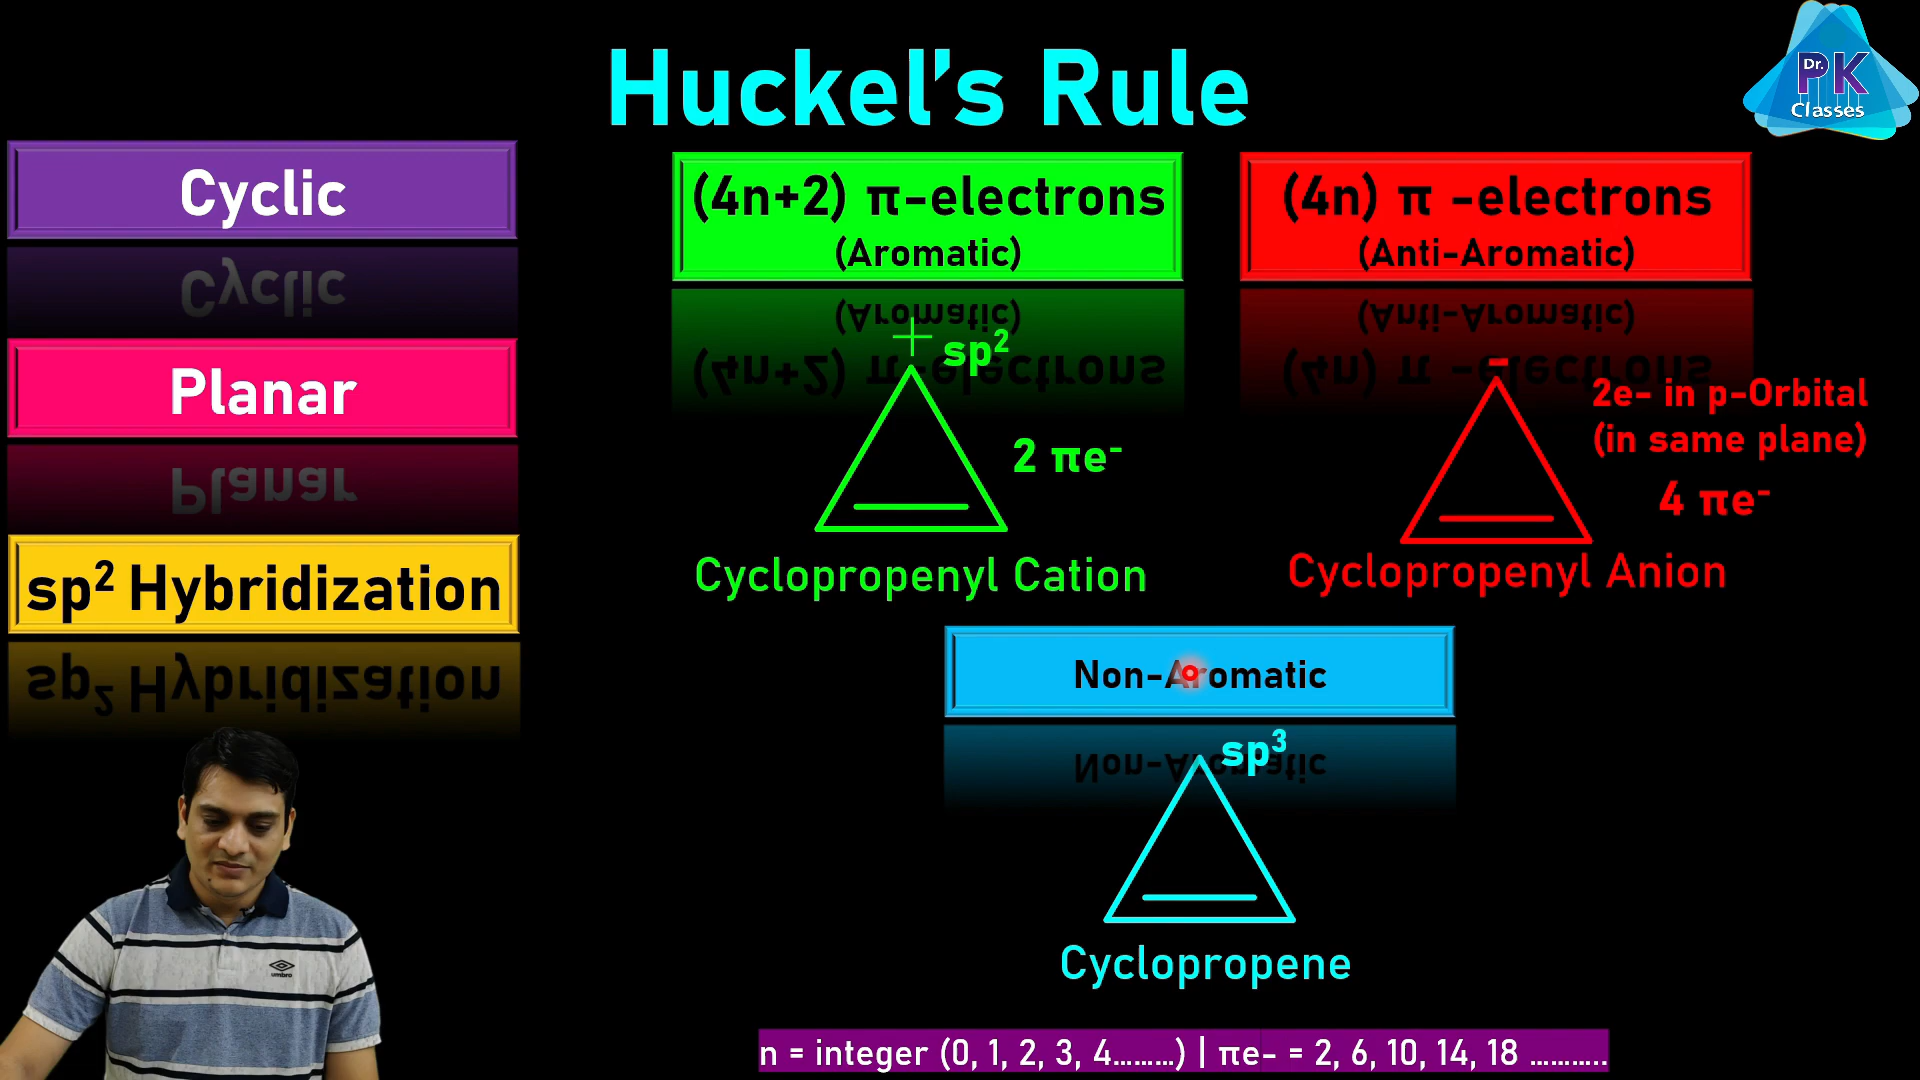 Huckel’s Rule
Dr.
PK
Classes
Cyclic
Planar
sp² Hybridization
(4n+2) π-electrons
(Aromatic)
+ sp²
2 πe⁻
Cyclopropenyl Cation
(4n) π -electrons
(Anti-Aromatic)
-
2e- in p-Orbital
(in same plane)
4 πe⁻
Cyclopropenyl Anion
Non-Aromatic
sp³
Cyclopropene
umbro
n = integer (0, 1, 2, 3, 4.........) | πe- = 2, 6, 10, 14, 18 ...........